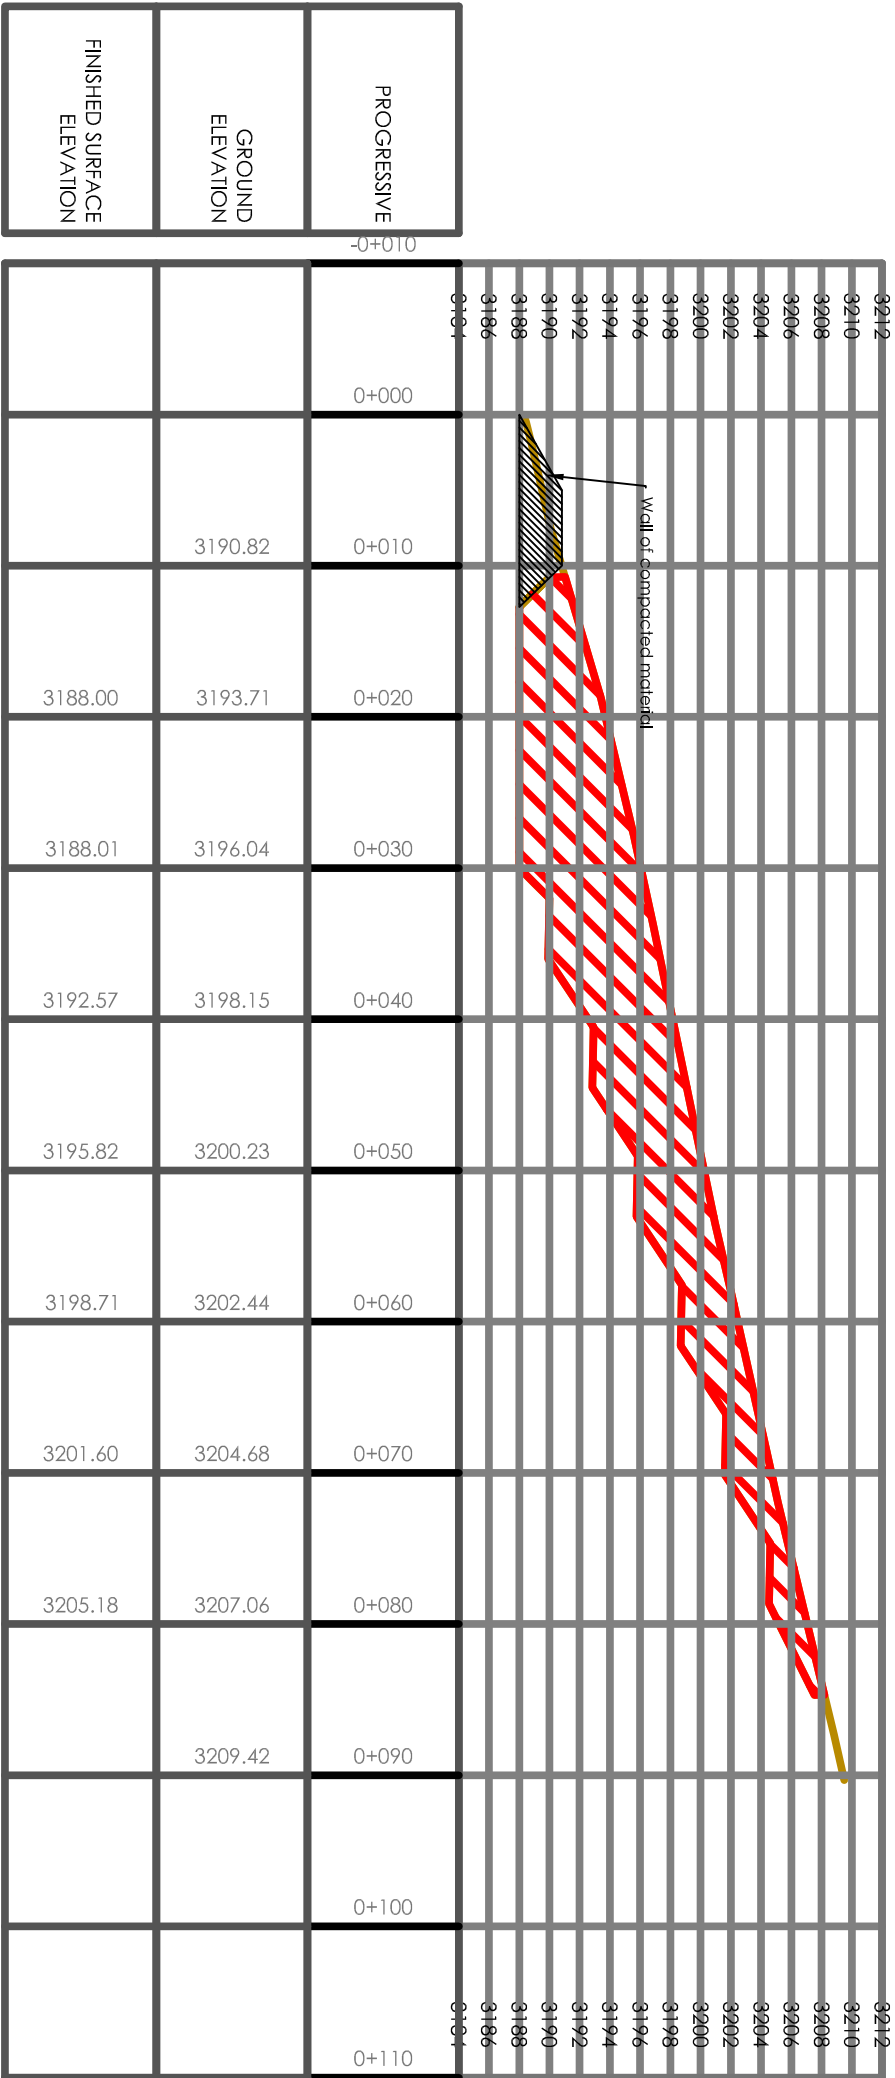 PROGRESSIVE
GROUND
ELEVATION
FINISHED SURFACE
ELEVATION
3212
3210
3208
3206
3204
3202
3200
3198
3196
3194
3192
3190
3188
3186
3184
Wall of compacted material
3212
3210
3208
3206
3204
3202
3200
3198
3196
3194
3192
3190
3188
3186
3184
-0+010
0+000
3190.82 0+010
3188.00 3193.71 0+020
3188.01 3196.04 0+030
3192.57 3198.15 0+040
3195.82 3200.23 0+050
3198.71 3202.44 0+060
3201.60 3204.68 0+070
3205.18 3207.06 0+080
3209.42 0+090
0+100
0+110